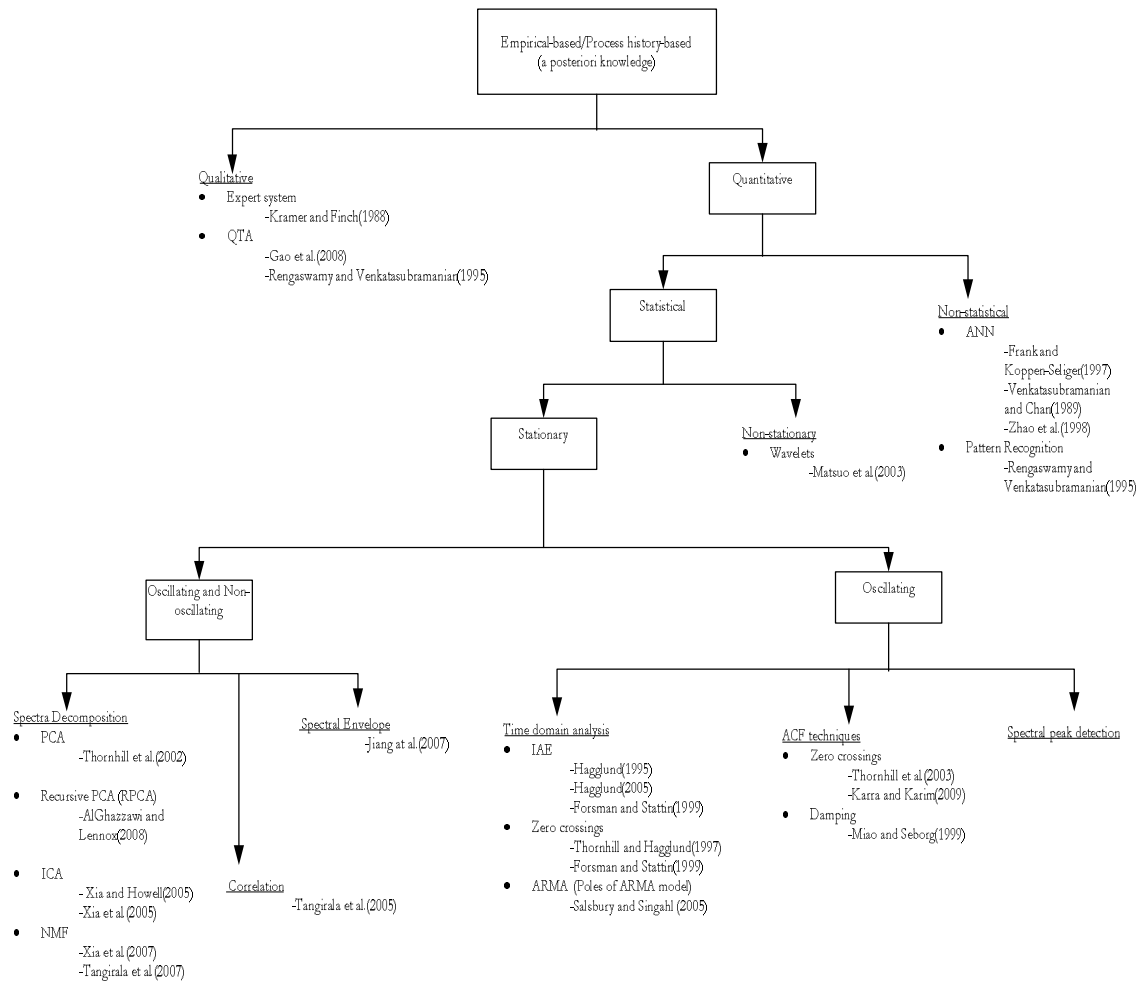 Empirical-based/Process history-based
(a posteriori knowledge)
Qualitative
• Expert system
-Kramer and Finch(1988)
• QTA
-Gao et al.(2008)
-Rengaswamy and Venkatasubramanian(1995)
Quantitative
Statistical
Non-statistical
• ANN
-Frank and
Koppen-Seliger(1997)
-Venkatasubramanian
and Chan(1989)
-Zhao et al.(1998)
• Pattern Recognition
-Rengaswamy and
Venkatasubramanian(1995)
Stationary
Non-stationary
• Wavelets
-Matsuo et al.(2003)
Oscillating and Non-
oscillating
Oscillating
Spectra Decomposition
• PCA
-Thornhill et al.(2002)
• Recursive PCA (RPCA)
-AlGhazzawi and
Lennox(2008)
• ICA
- Xia and Howell(2005)
-Xia et al.(2005)
• NMF
-Xia et al.(2007)
-Tangirala et al.(2007)
Correlation
-Tangirala et al.(2005)
Spectral Envelope
-Jiang at al.(2007)
Time domain analysis
• IAE
-Hagglund(1995)
-Hagglund(2005)
-Forsman and Stattin(1999)
• Zero crossings
-Thornhill and Hagglund(1997)
-Forsman and Stattin(1999)
• ARMA (Poles of ARMA model)
-Salsbury and Singahl (2005)
ACF techniques
• Zero crossings
-Thornhill et al.(2003)
-Karra and Karim(2009)
• Damping
-Miao and Seborg(1999)
Spectral peak detection